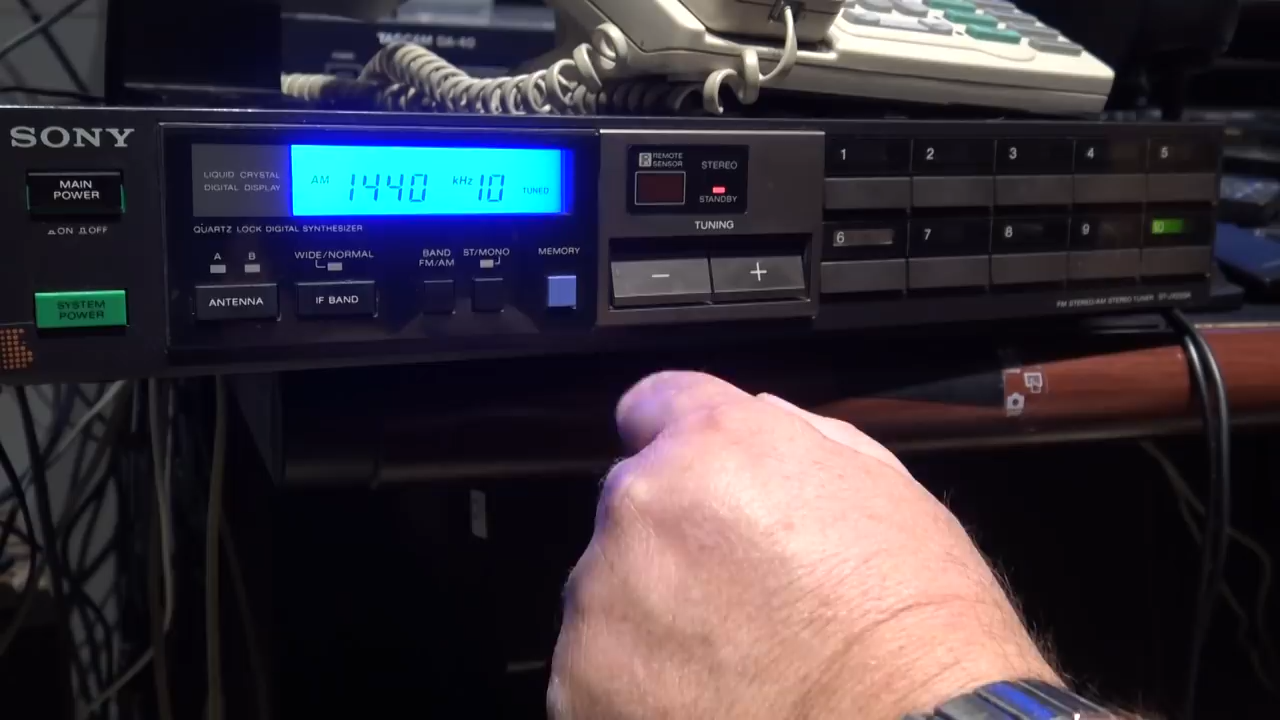 TASCAM DA-40
SONY
MAIN
POWER
ON OFF
SYSTEM
POWER
LIQUID CRYSTAL
DIGITAL DISPLAY
AM 1440 kHz 10 TUNED
QUARTZ LOCK DIGITAL SYNTHESIZER
A B
WIDE/NORMAL
BAND
FM/AM
ST/MONO
MEMORY
ANTENNA
IF BAND
R REMOTE
SENSOR
STEREO
STANDBY
TUNING
− +
1 2 3 4 5
6 7 8 9 10
FM STEREO/AM STEREO TUNER